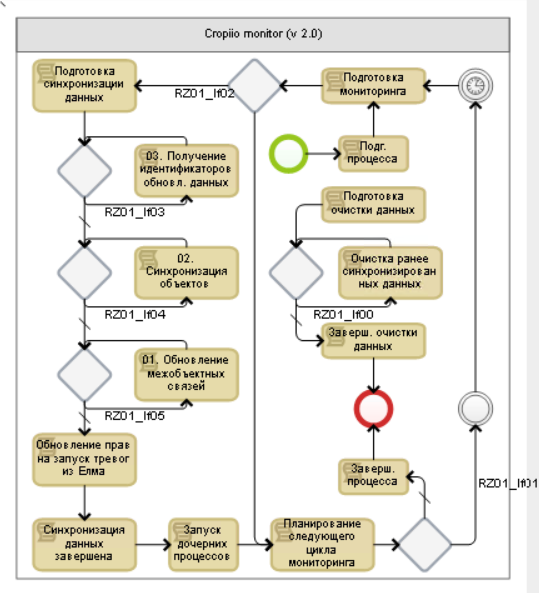 Cropiio monitor (v 2.0)
Подготовка
синхронизации
данных
RZ01_If02
Подготовка
мониторинга
03. Получение
идентификаторов
обновл. данных
Подг.
процесса
RZ01_If03
Подготовка
очистки данных
02.
Синхронизация
объектов
Очистка ранее
синхронизирован
ных данных
RZ01_If04
RZ01_If00
01. Обновление
межобъектных
связей
Заверш. очистки
данных
RZ01_If05
Обновление прав
на запуск тревог
из Елма
Заверш.
процесса
RZ01_If01
Синхронизация
данных
завершена
Запуск
дочерних
процессов
Планирование
следующего
цикла
мониторинга